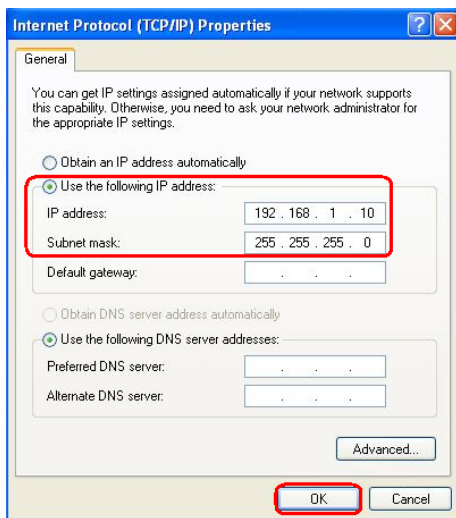 Internet Protocol (TCP/IP) Properties
General
You can get IP settings assigned automatically if your network supports
this capability. Otherwise, you need to ask your network administrator for
the appropriate IP settings.
Obtain an IP address automatically
Use the following IP address:
IP address: 192 . 168 . 1 . 10
Subnet mask: 255 . 255 . 255 . 0
Default gateway: . . .
Obtain DNS server address automatically
Use the following DNS server addresses:
Preferred DNS server: . . .
Alternate DNS server: . . .
Advanced...
OK Cancel